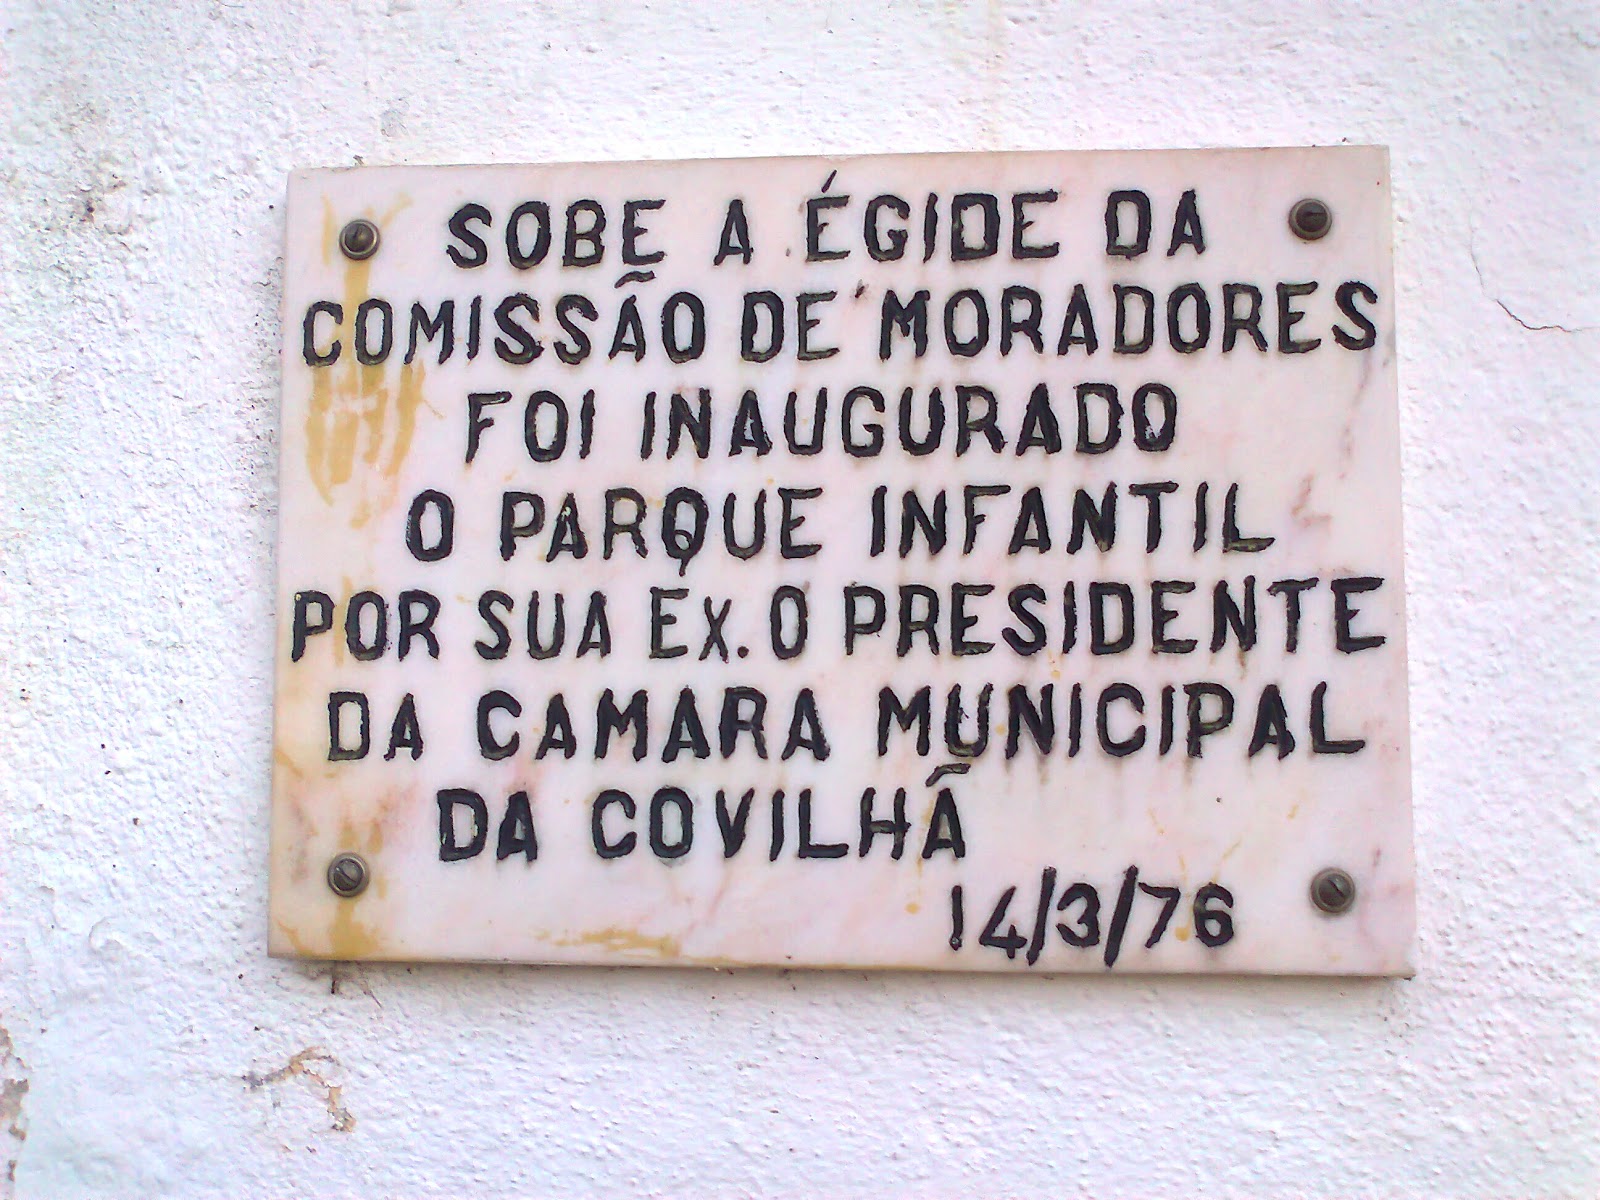 SOBE A ÉGIDE DA
COMISSÃO DE MORADORES
FOI INAUGURADO
O PARQUE INFANTIL
POR SUA EX.O PRESIDENTE
DA CAMARA MUNICIPAL
DA COVILHÃ
14/3/76